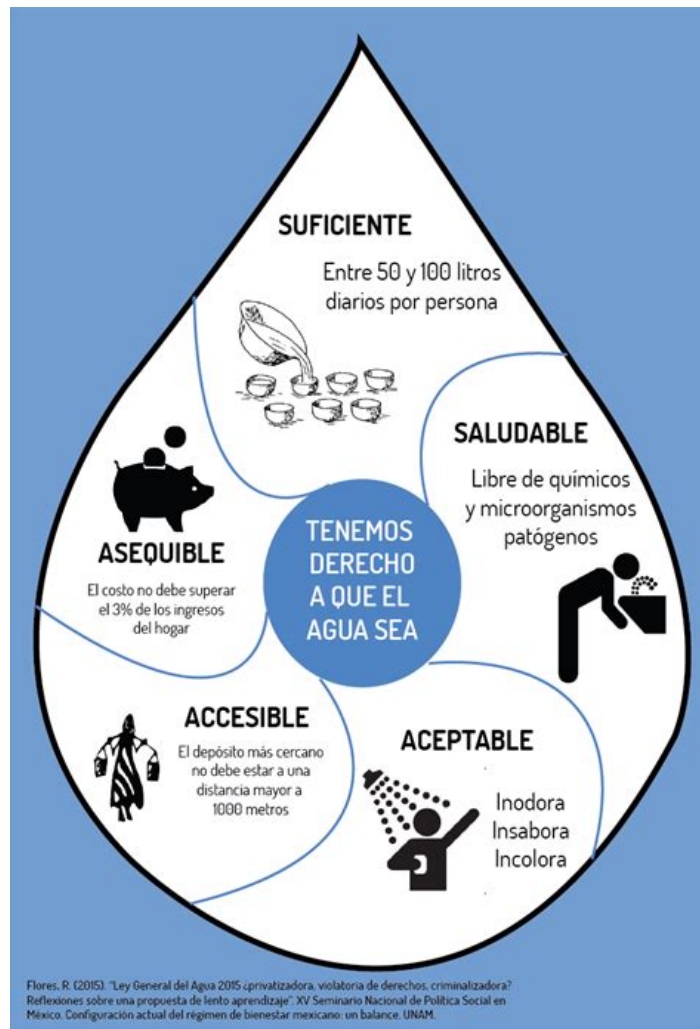 SUFICIENTE
Entre 50 y 100 litros
diarios por persona
SALUDABLE
Libre de químicos
y microorganismos
patógenos
ASEQUIBLE
El costo no debe superar
el 3% de los ingresos
del hogar
TENEMOS
DERECHO
A QUE EL
AGUA SEA
ACCESIBLE
El depósito más cercano
no debe estar a una
distancia mayor a
1000 metros
ACEPTABLE
Inodora
Insabora
Incolora
Flores, R. (2015). "Ley General del Agua 2015 ¿privatizadora, violatoria de derechos, criminalizadora?
Reflexiones sobre una propuesta de lento aprendizaje". XV Seminario Nacional de Política Social en
México. Configuración actual del régimen de bienestar mexicano: un balance. UNAM.